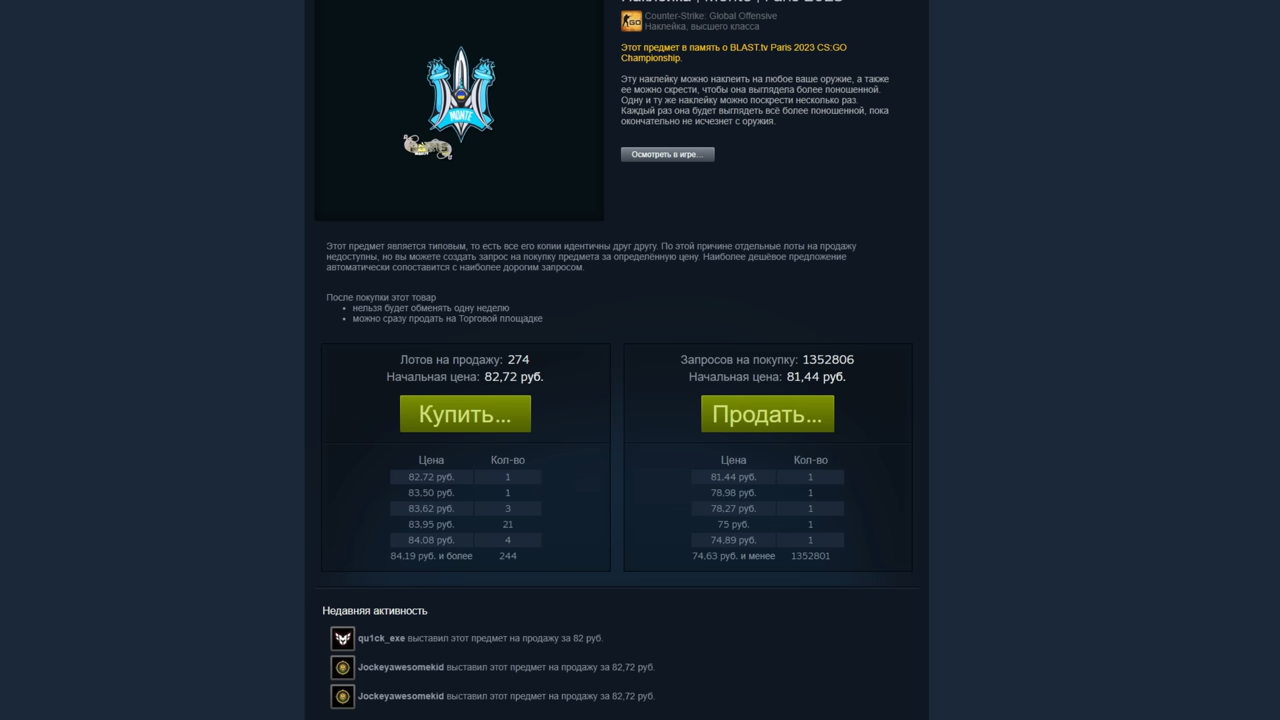 Наклейка | Monte | Paris 2023
Counter-Strike: Global Offensive
Наклейка, высшего класса
Этот предмет в память о BLAST.tv Paris 2023 CS:GO
Championship.
Эту наклейку можно наклеить на любое ваше оружие, а также
ее можно скрести, чтобы она выглядела более поношенной.
Одну и ту же наклейку можно поскрести несколько раз.
Каждый раз она будет выглядеть всё более поношенной, пока
окончательно не исчезнет с оружия.
MONTE
Осмотреть в игре...
Этот предмет является типовым, то есть все его копии идентичны друг другу. По этой причине отдельные лоты на продажу
недоступны, но вы можете создать запрос на покупку предмета за определённую цену. Наиболее дешёвое предложение
автоматически сопоставится с наиболее дорогим запросом.
После покупки этот товар
• нельзя будет обменять одну неделю
• можно сразу продать на Торговой площадке
Лотов на продажу: 274
Начальная цена: 82,72 руб.
Купить...
Цена Кол-во
82,72 руб. 1
83,50 руб. 1
83,62 руб. 3
83,95 руб. 21
84,08 руб. 4
84,19 руб. и более 244
Запросов на покупку: 1352806
Начальная цена: 81,44 руб.
Продать...
Цена Кол-во
81,44 руб. 1
78,98 руб. 1
78,27 руб. 1
75 руб. 1
74,89 руб. 1
74,63 руб. и менее 1352801
Недавняя активность
qu1ck_exe выставил этот предмет на продажу за 82 руб.
Jockeyawesomekid выставил этот предмет на продажу за 82,72 руб.
Jockeyawesomekid выставил этот предмет на продажу за 82,72 руб.